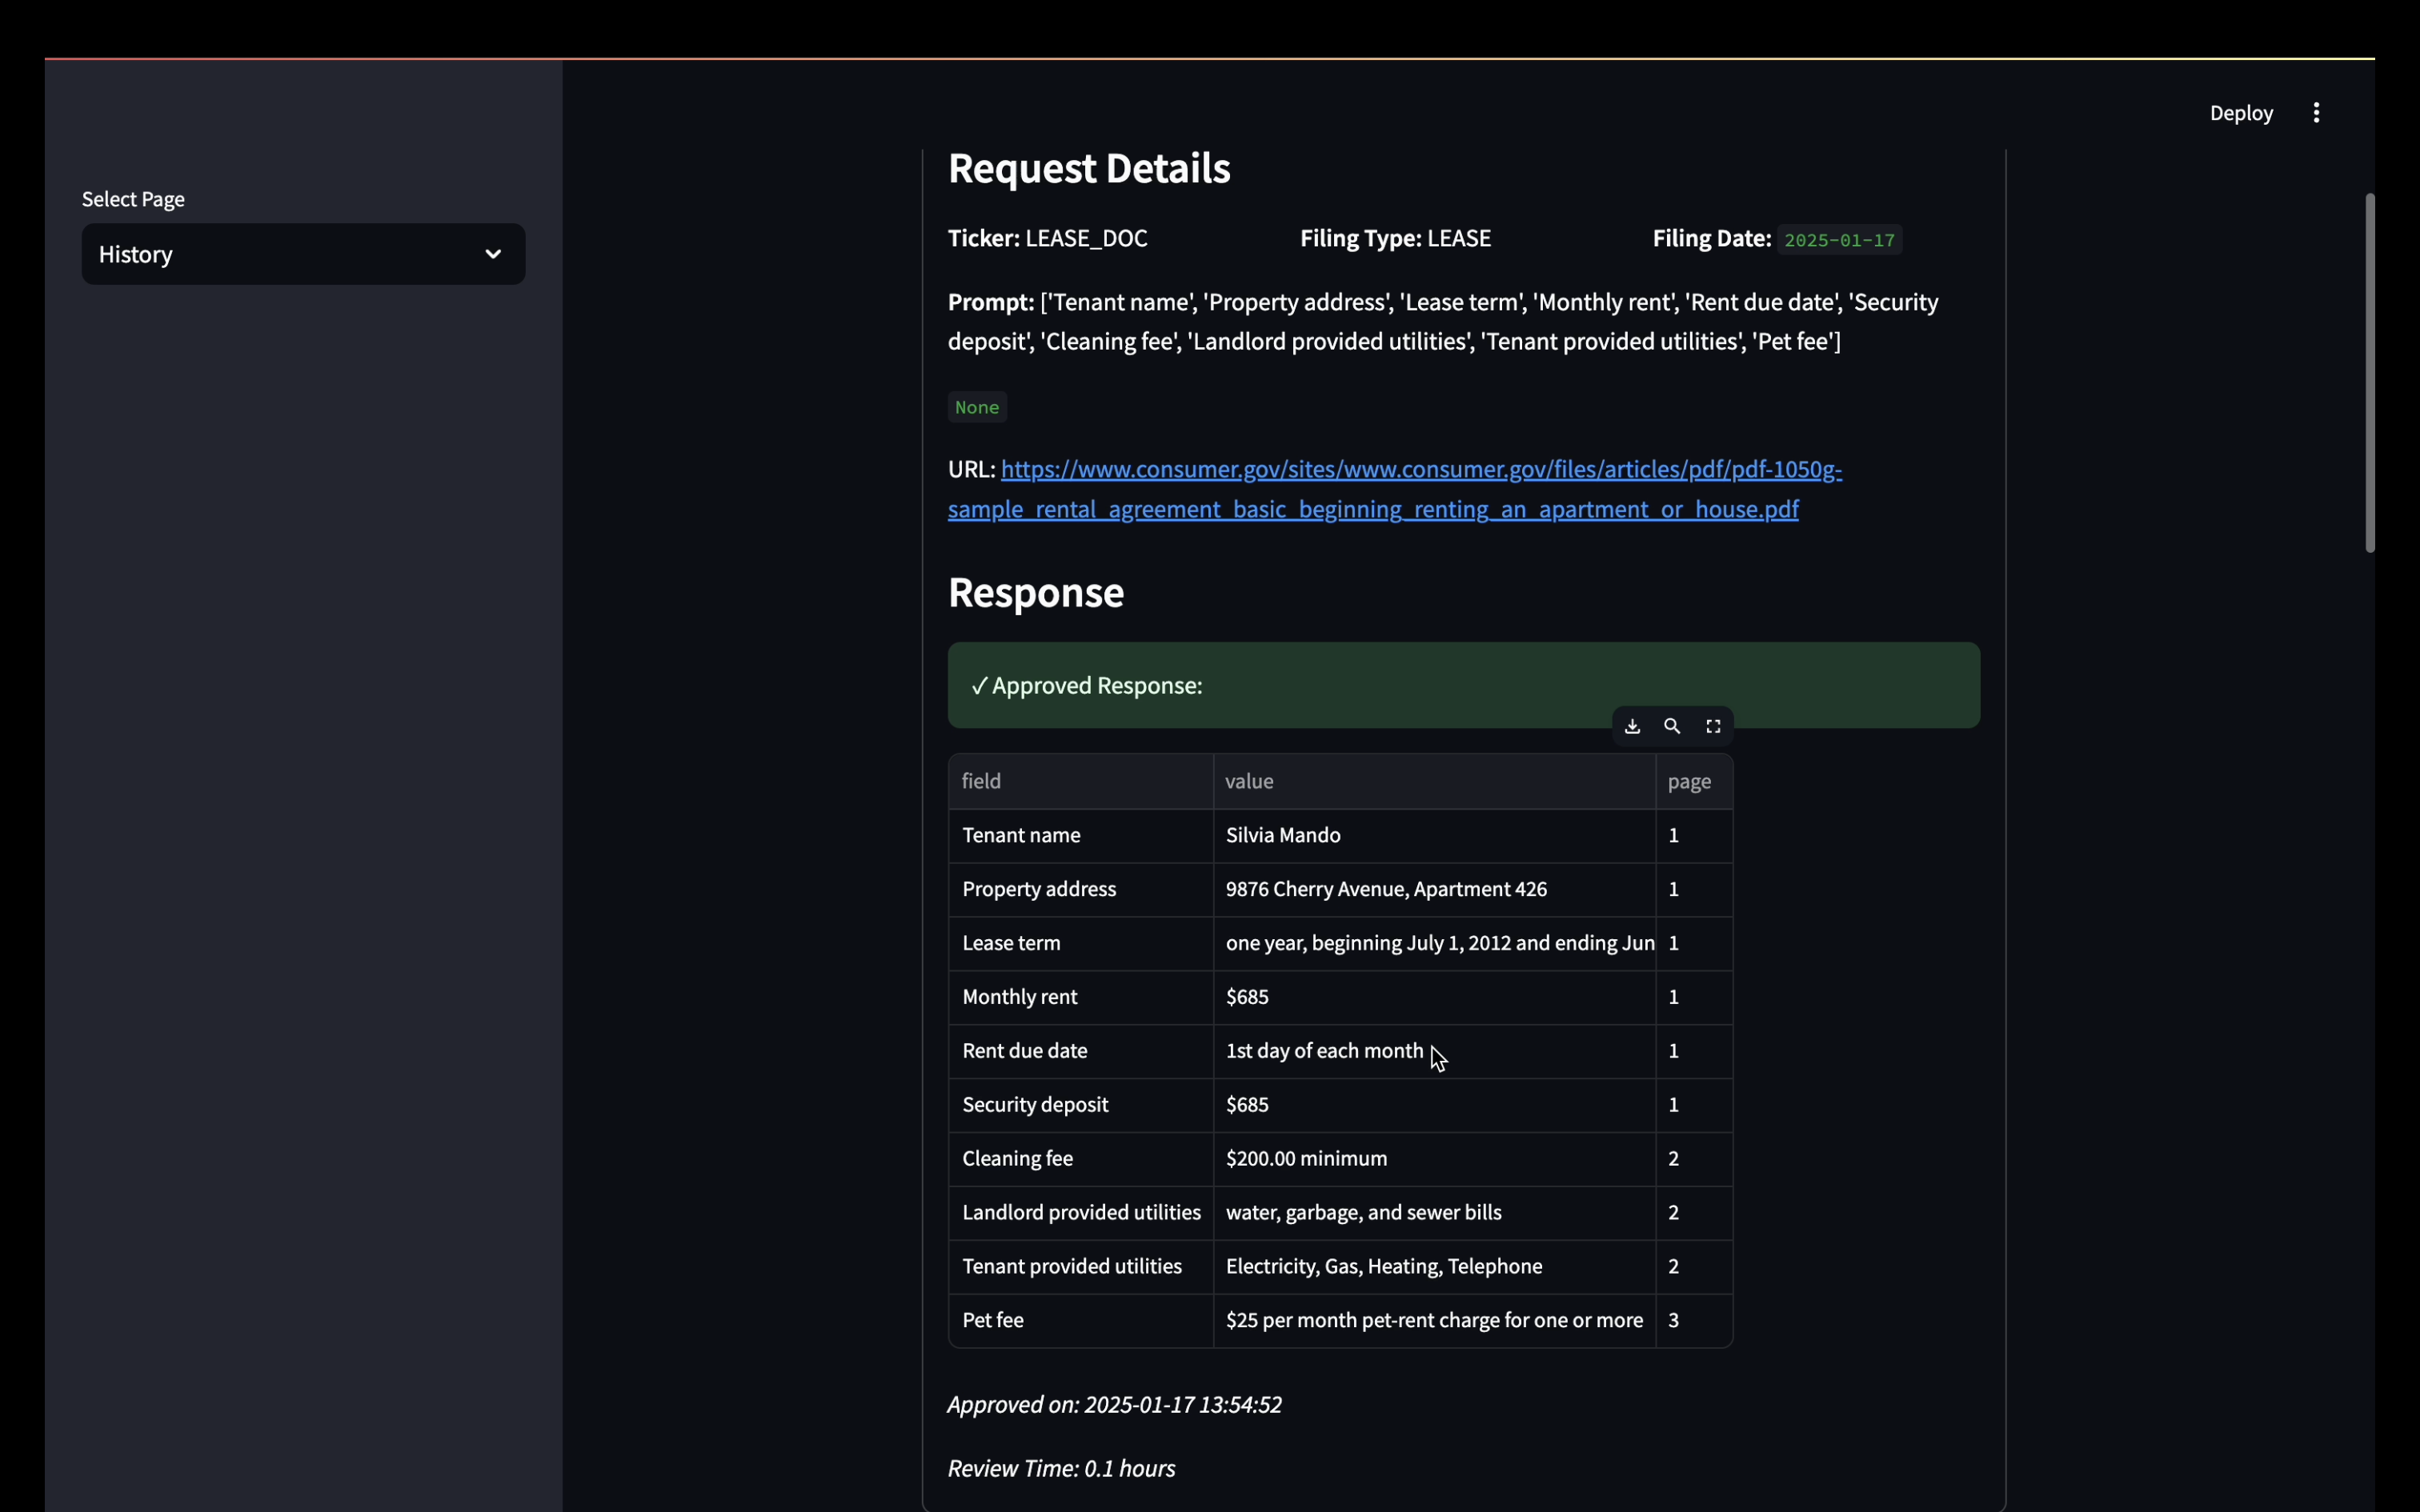 Deploy
Select Page
History
Request Details
Ticker: LEASE_DOC Filing Type: LEASE Filing Date: 2025-01-17
Prompt: ['Tenant name', 'Property address', 'Lease term', 'Monthly rent', 'Rent due date', 'Security
deposit', 'Cleaning fee', 'Landlord provided utilities', 'Tenant provided utilities', 'Pet fee']
None
URL: https://www.consumer.gov/sites/www.consumer.gov/files/articles/pdf/pdf-1050g-
sample_rental_agreement_basic_beginning_renting_an_apartment_or_house.pdf
Response
✓ Approved Response:
field value page
Tenant name Silvia Mando 1
Property address 9876 Cherry Avenue, Apartment 426 1
Lease term one year, beginning July 1, 2012 and ending Jun 1
Monthly rent $685 1
Rent due date 1st day of each month 1
Security deposit $685 1
Cleaning fee $200.00 minimum 2
Landlord provided utilities water, garbage, and sewer bills 2
Tenant provided utilities Electricity, Gas, Heating, Telephone 2
Pet fee $25 per month pet-rent charge for one or more 3
Approved on: 2025-01-17 13:54:52
Review Time: 0.1 hours